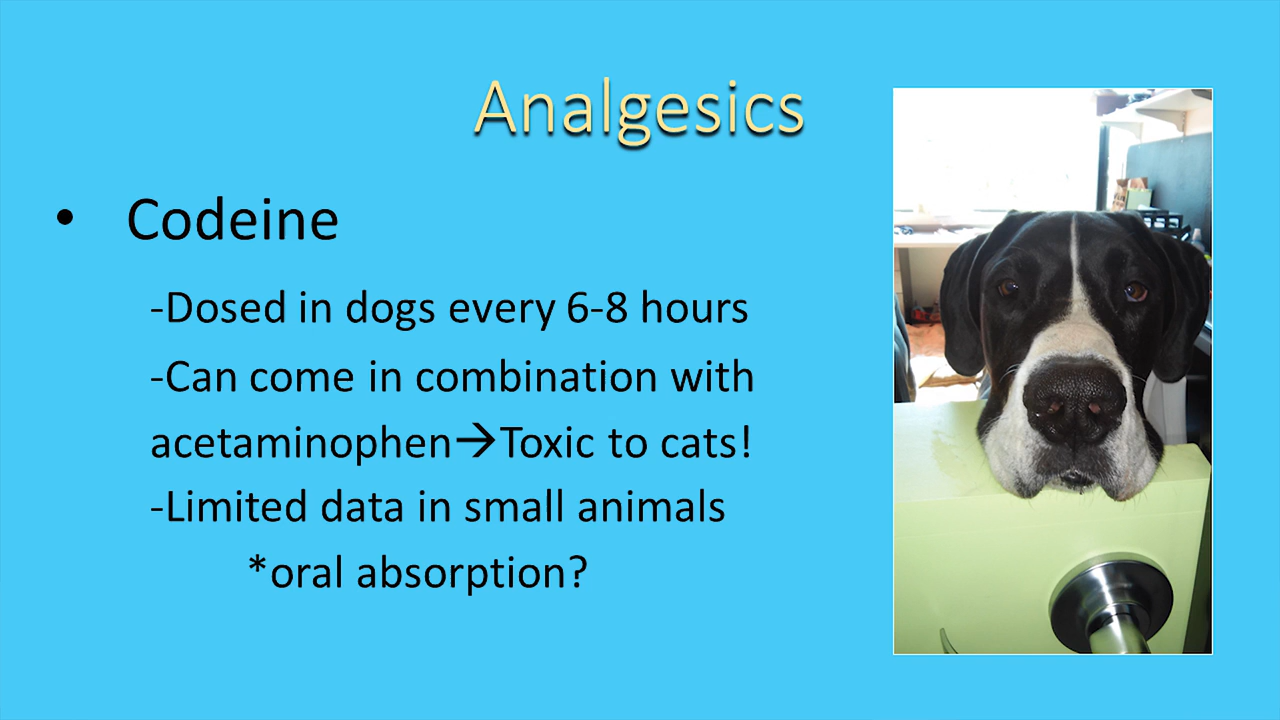 Analgesics
• Codeine
-Dosed in dogs every 6-8 hours
-Can come in combination with
acetaminophen→Toxic to cats!
-Limited data in small animals
*oral absorption?